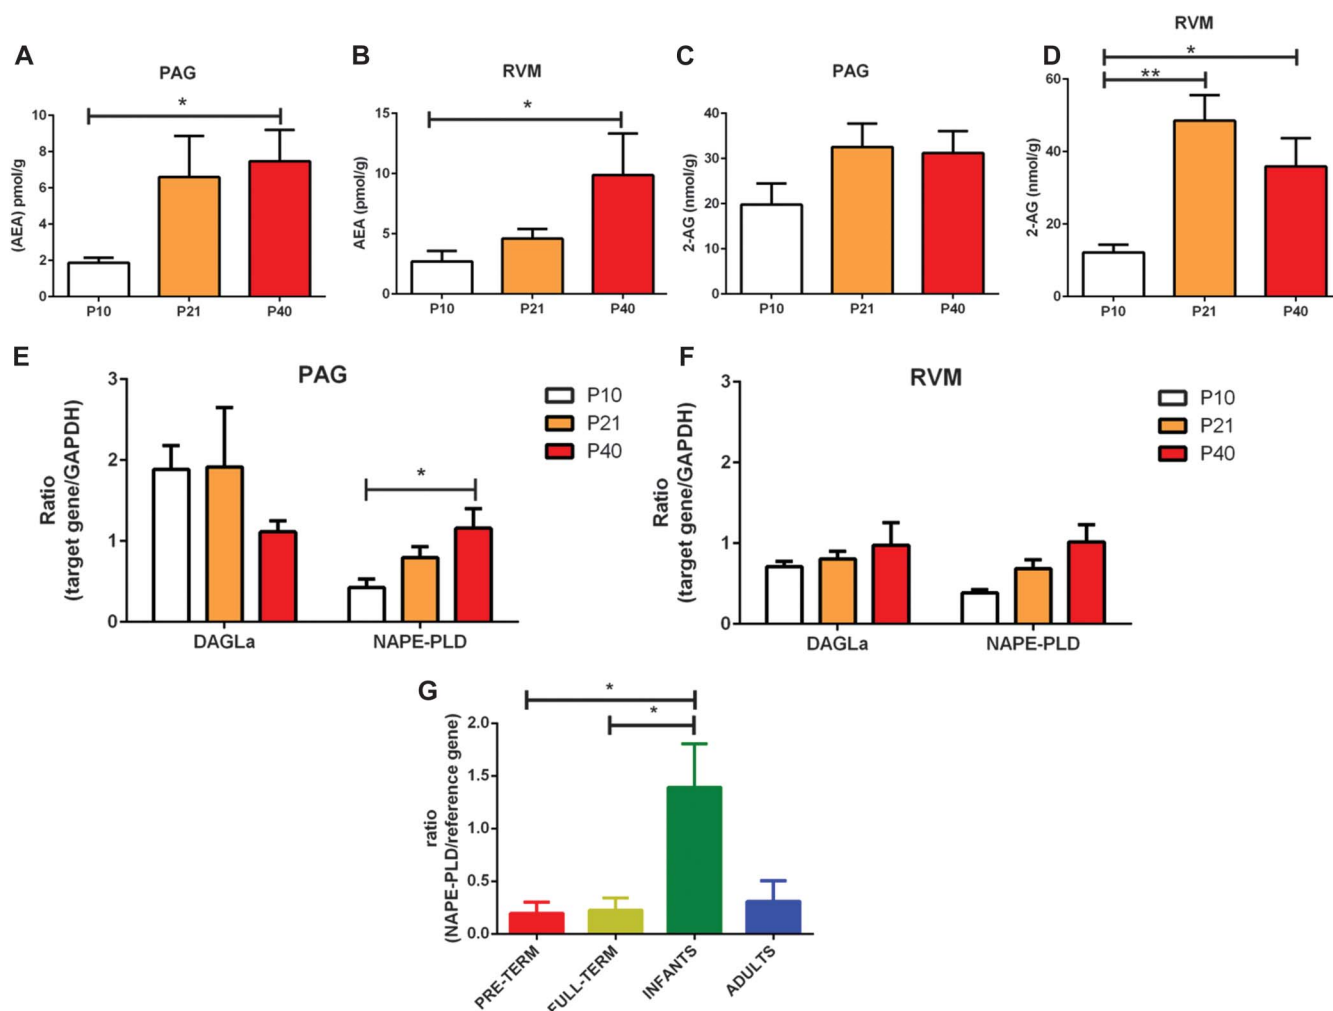 A
PAG
*
(AEA) pmol/g
10
8
6
4
2
0
P10 P21 P40
B
RVM
*
AEA (pmol/g)
15
10
5
0
P10 P21 P40
C
PAG
2-AG (nmol/g)
40
30
20
10
0
P10 P21 P40
D
RVM
*
**
2-AG (nmol/g)
60
40
20
0
P10 P21 P40
E
PAG
Ratio
(target gene/GAPDH)
3
2
1
0
*
DAGLa NAPE-PLD
P10
P21
P40
F
RVM
Ratio
(target gene/GAPDH)
3
2
1
0
DAGLa NAPE-PLD
P10
P21
P40
G
*
*
ratio
(NAPE-PLD/reference gene)
2.0
1.5
1.0
0.5
0.0
PRE-TERM
FULL-TERM
INFANTS
ADULTS